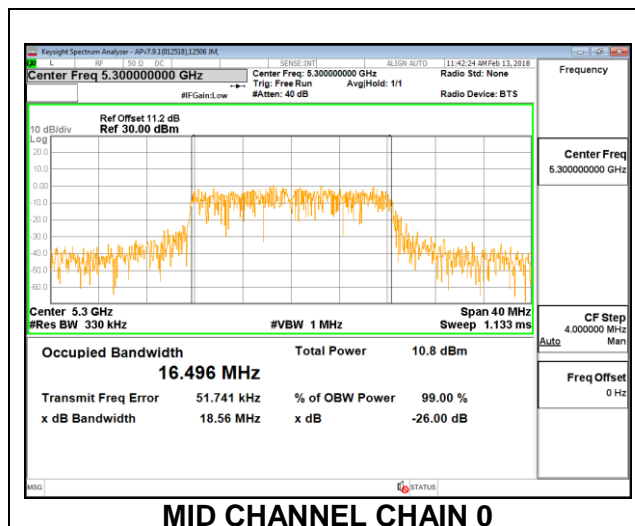 Keysight Spectrum Analyzer - APv7.9.1(012518),12506 JM,
L RF 50 Ω DC SENSE:INT ALIGN AUTO 11:42:24 AM Feb 13, 2018
Center Freq 5.300000000 GHz Center Freq: 5.300000000 GHz Radio Std: None
Trig: Free Run Avg|Hold: 1/1
#IFGain:Low #Atten: 40 dB Radio Device: BTS
Frequency
Ref Offset 11.2 dB
10 dB/div Ref 30.00 dBm
Log
20.0
10.0
0.00
-10.0
-20.0
-30.0
-40.0
-50.0
-60.0
Center Freq
5.300000000 GHz
Center 5.3 GHz Span 40 MHz
#Res BW 330 kHz #VBW 1 MHz Sweep 1.133 ms
CF Step
4.000000 MHz
Auto Man
Occupied Bandwidth Total Power 10.8 dBm
16.496 MHz
Transmit Freq Error 51.741 kHz % of OBW Power 99.00 %
x dB Bandwidth 18.56 MHz x dB -26.00 dB
Freq Offset
0 Hz
MSG STATUS
MID CHANNEL CHAIN 0